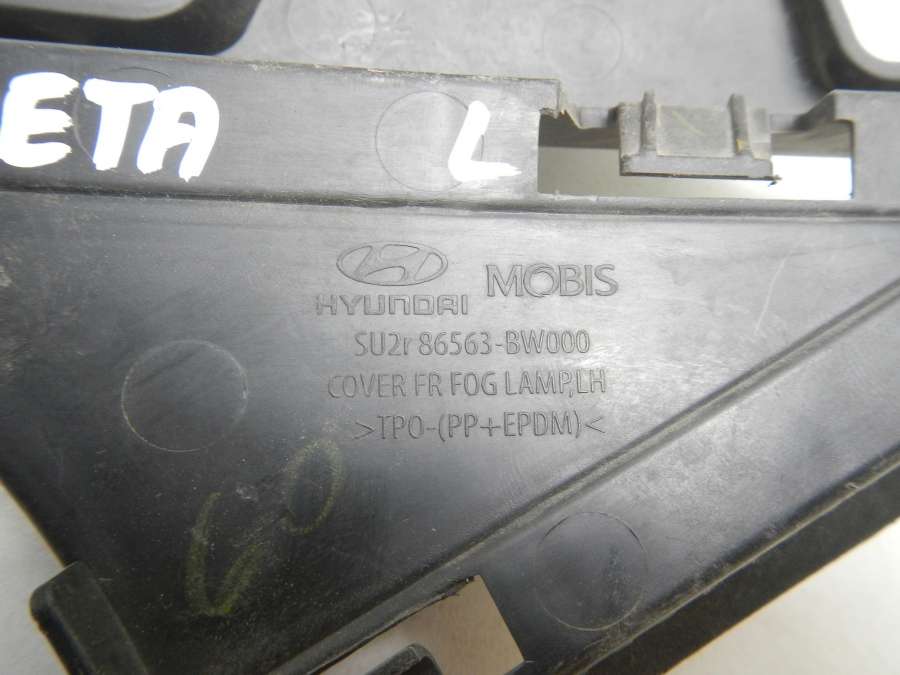 ETA L
HYUNDAI MOBIS
SU2r 86563-BW000
COVER FR FOG LAMP,LH
>TPO-(PP+EPDM)<